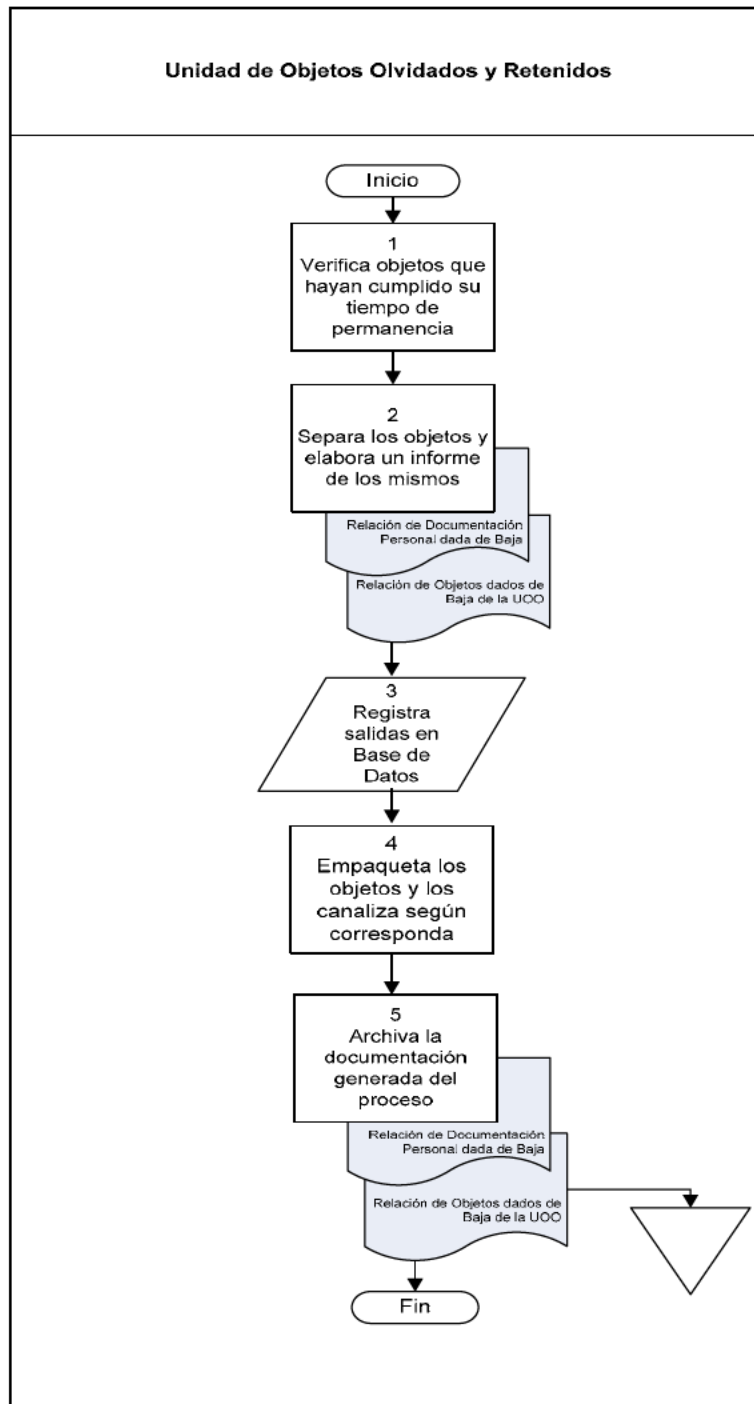 Unidad de Objetos Olvidados y Retenidos
Inicio
1
Verifica objetos que
hayan cumplido su
tiempo de
permanencia
2
Separa los objetos y
elabora un informe
de los mismos
Relación de Documentación
Personal dada de Baja
Relación de Objetos dados de
Baja de la UOO
3
Registra
salidas en
Base de
Datos
4
Empaqueta los
objetos y los
canaliza según
corresponda
5
Archiva la
documentación
generada del
proceso
Relación de Documentación
Personal dada de Baja
Relación de Objetos dados de
Baja de la UOO
Fin